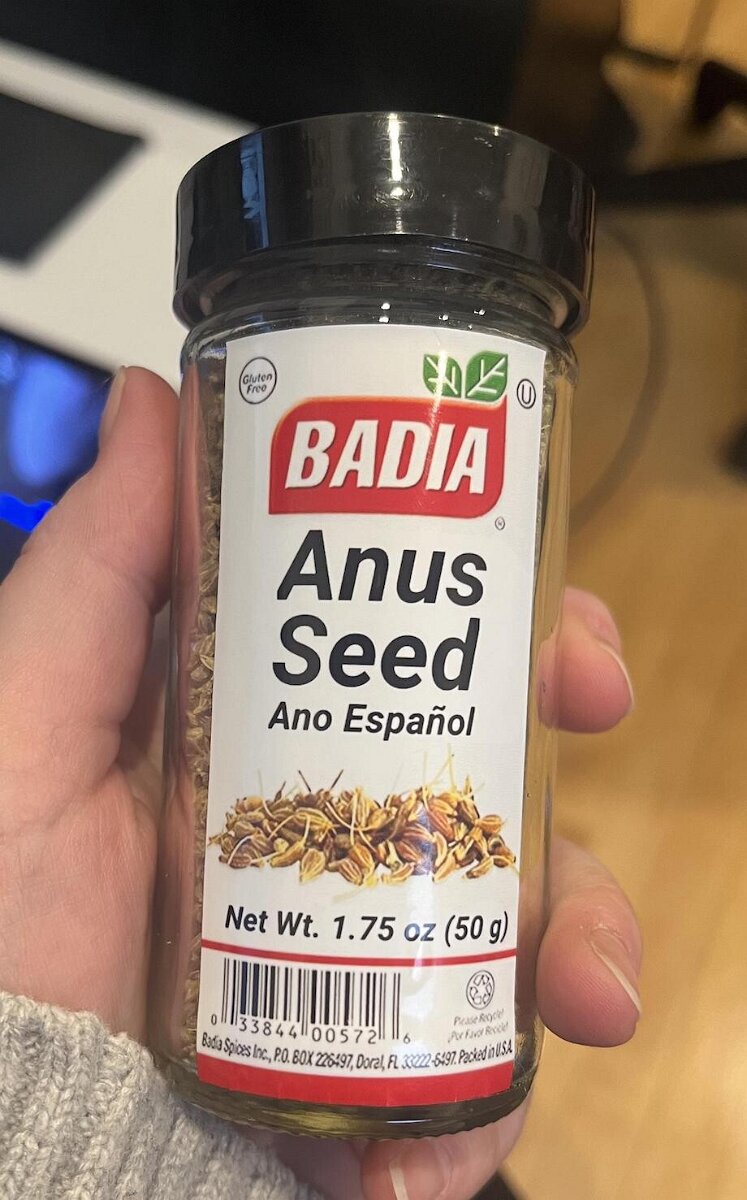 Gluten
Free
U
BADIA
®
Anus
Seed
Ano Español
Net Wt. 1.75 oz (50 g)
0 33844 00572 6
Please Recycle!
¡Por Favor Recicle!
Badia Spices Inc., P.O. BOX 226497, Doral, FL 33222-6497. Packed in U.S.A.